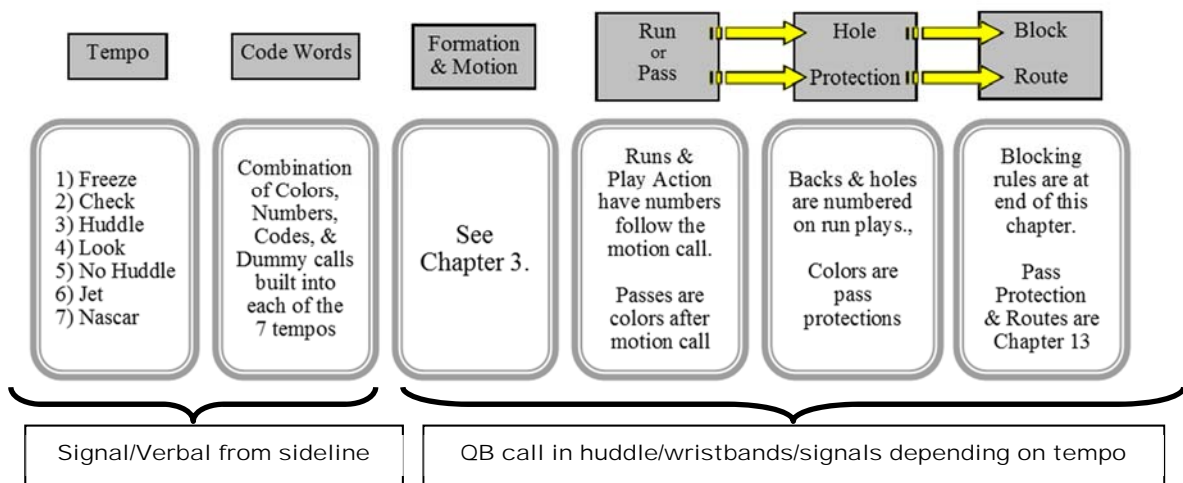 Tempo
Code Words
Formation
& Motion
Run
or
Pass
Hole
Protection
Block
Route
1) Freeze
2) Check
3) Huddle
4) Look
5) No Huddle
6) Jet
7) Nascar
Combination
of Colors,
Numbers,
Codes, &
Dummy calls
built into
each of the
7 tempos
See
Chapter 3.
Runs &
Play Action
have numbers
follow the
motion call.
Passes are
colors after
motion call
Backs & holes
are numbered
on run plays.,
Colors are
pass
protections
Blocking
rules are at
end of this
chapter.
Pass
Protection
& Routes are
Chapter 13
Signal/Verbal from sideline
QB call in huddle/wristbands/signals depending on tempo